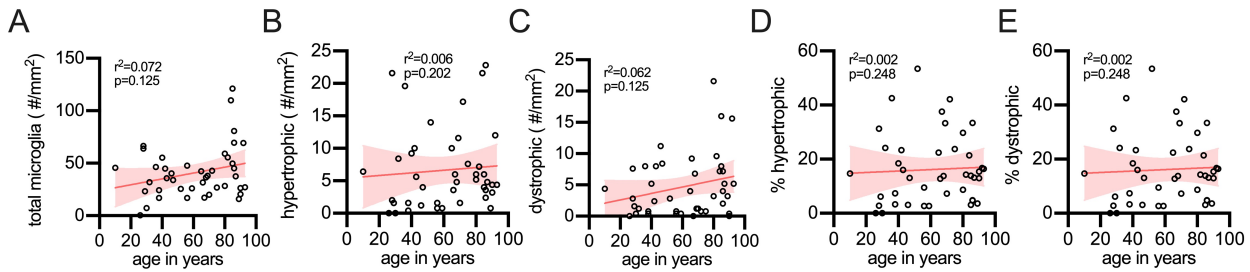 A
total microglia ( #/mm²)
150
100
50
0
r²=0.072
p=0.125
0 20 40 60 80 100
age in years
B
hypertrophic ( #/mm²)
25
20
15
10
5
0
r²=0.006
p=0.202
0 20 40 60 80 100
age in years
C
dystrophic ( #/mm²)
25
20
15
10
5
0
r²=0.062
p=0.125
0 20 40 60 80 100
age in years
D
% hypertrophic
60
40
20
0
r²=0.002
p=0.248
0 20 40 60 80 100
age in years
E
% dystrophic
60
40
20
0
r²=0.002
p=0.248
0 20 40 60 80 100
age in years